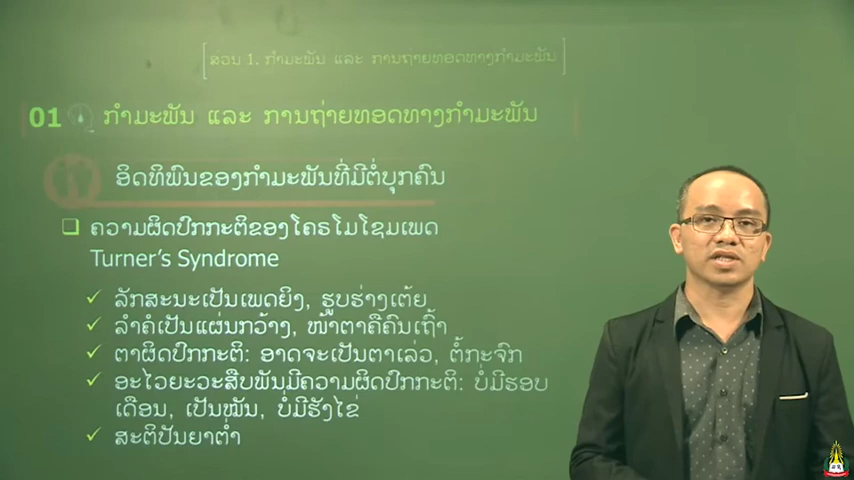 ສ່ວນ 1. ກຳມະພັນ ແລະ ການຖ່າຍທອດທາງກຳມະພັນ
01 ກຳມະພັນ ແລະ ການຖ່າຍທອດທາງກຳມະພັນ
ອິດທິພົນຂອງກຳມະພັນທີ່ມີຕໍ່ບຸກຄົນ
❑ ຄວາມຜິດປົກກະຕິຂອງໂຄຣໂມໂຊມເພດ
Turner's Syndrome
✓ ລັກສະນະເປັນເພດຍິງ, ຮູບຮ່າງເຕ້ຍ
✓ ລຳຄໍເປັນແຜ່ນກວ້າງ, ໜ້າຕາຄືຄົນເຖົ້າ
✓ ຕາຜິດປົກກະຕິ: ອາດຈະເປັນຕາເລ່ວ, ຕໍ້ກະຈົກ
✓ ອະໄວຍະວະສືບພັນມີຄວາມຜິດປົກກະຕິ: ບໍ່ມີຮອບ
ເດືອນ, ເປັນໝັນ, ບໍ່ມີຮັງໄຂ່
✓ ສະຕິປັນຍາຕ່ຳ